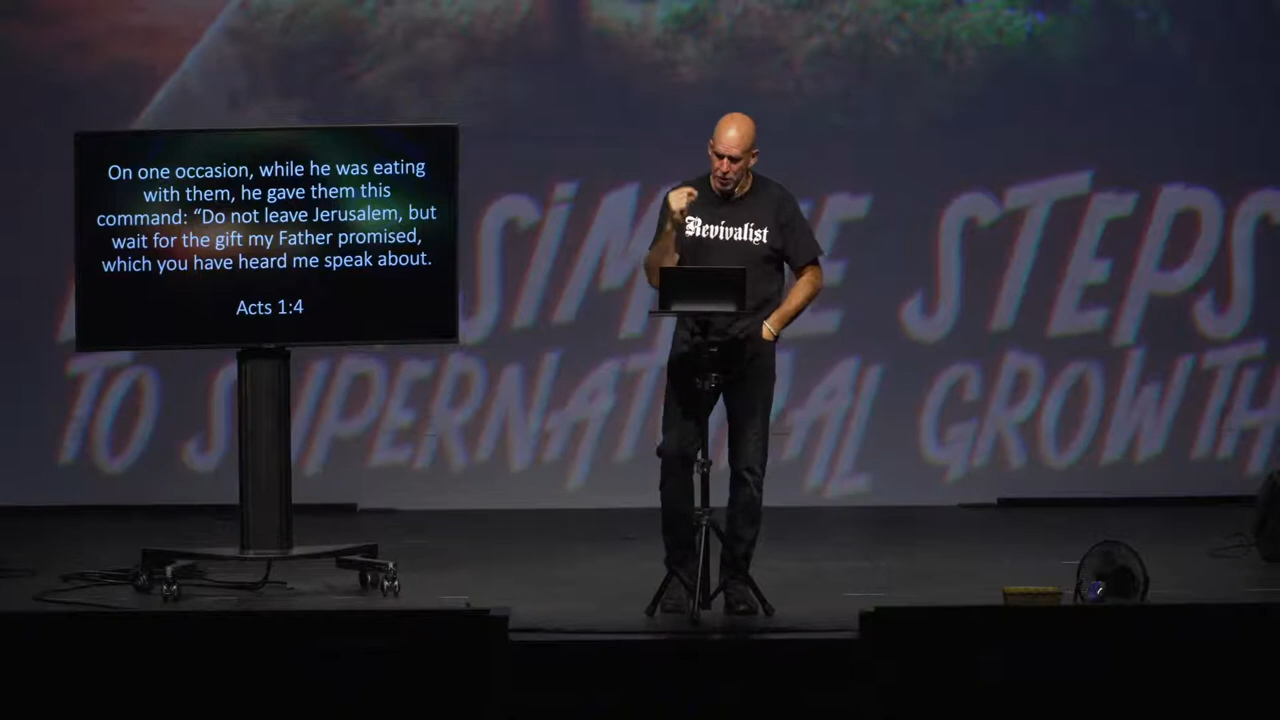 On one occasion, while he was eating
with them, he gave them this
command: “Do not leave Jerusalem, but
wait for the gift my Father promised,
which you have heard me speak about.
Acts 1:4
Revivalist
STEPS
TO SUPERNATURAL GROWTH